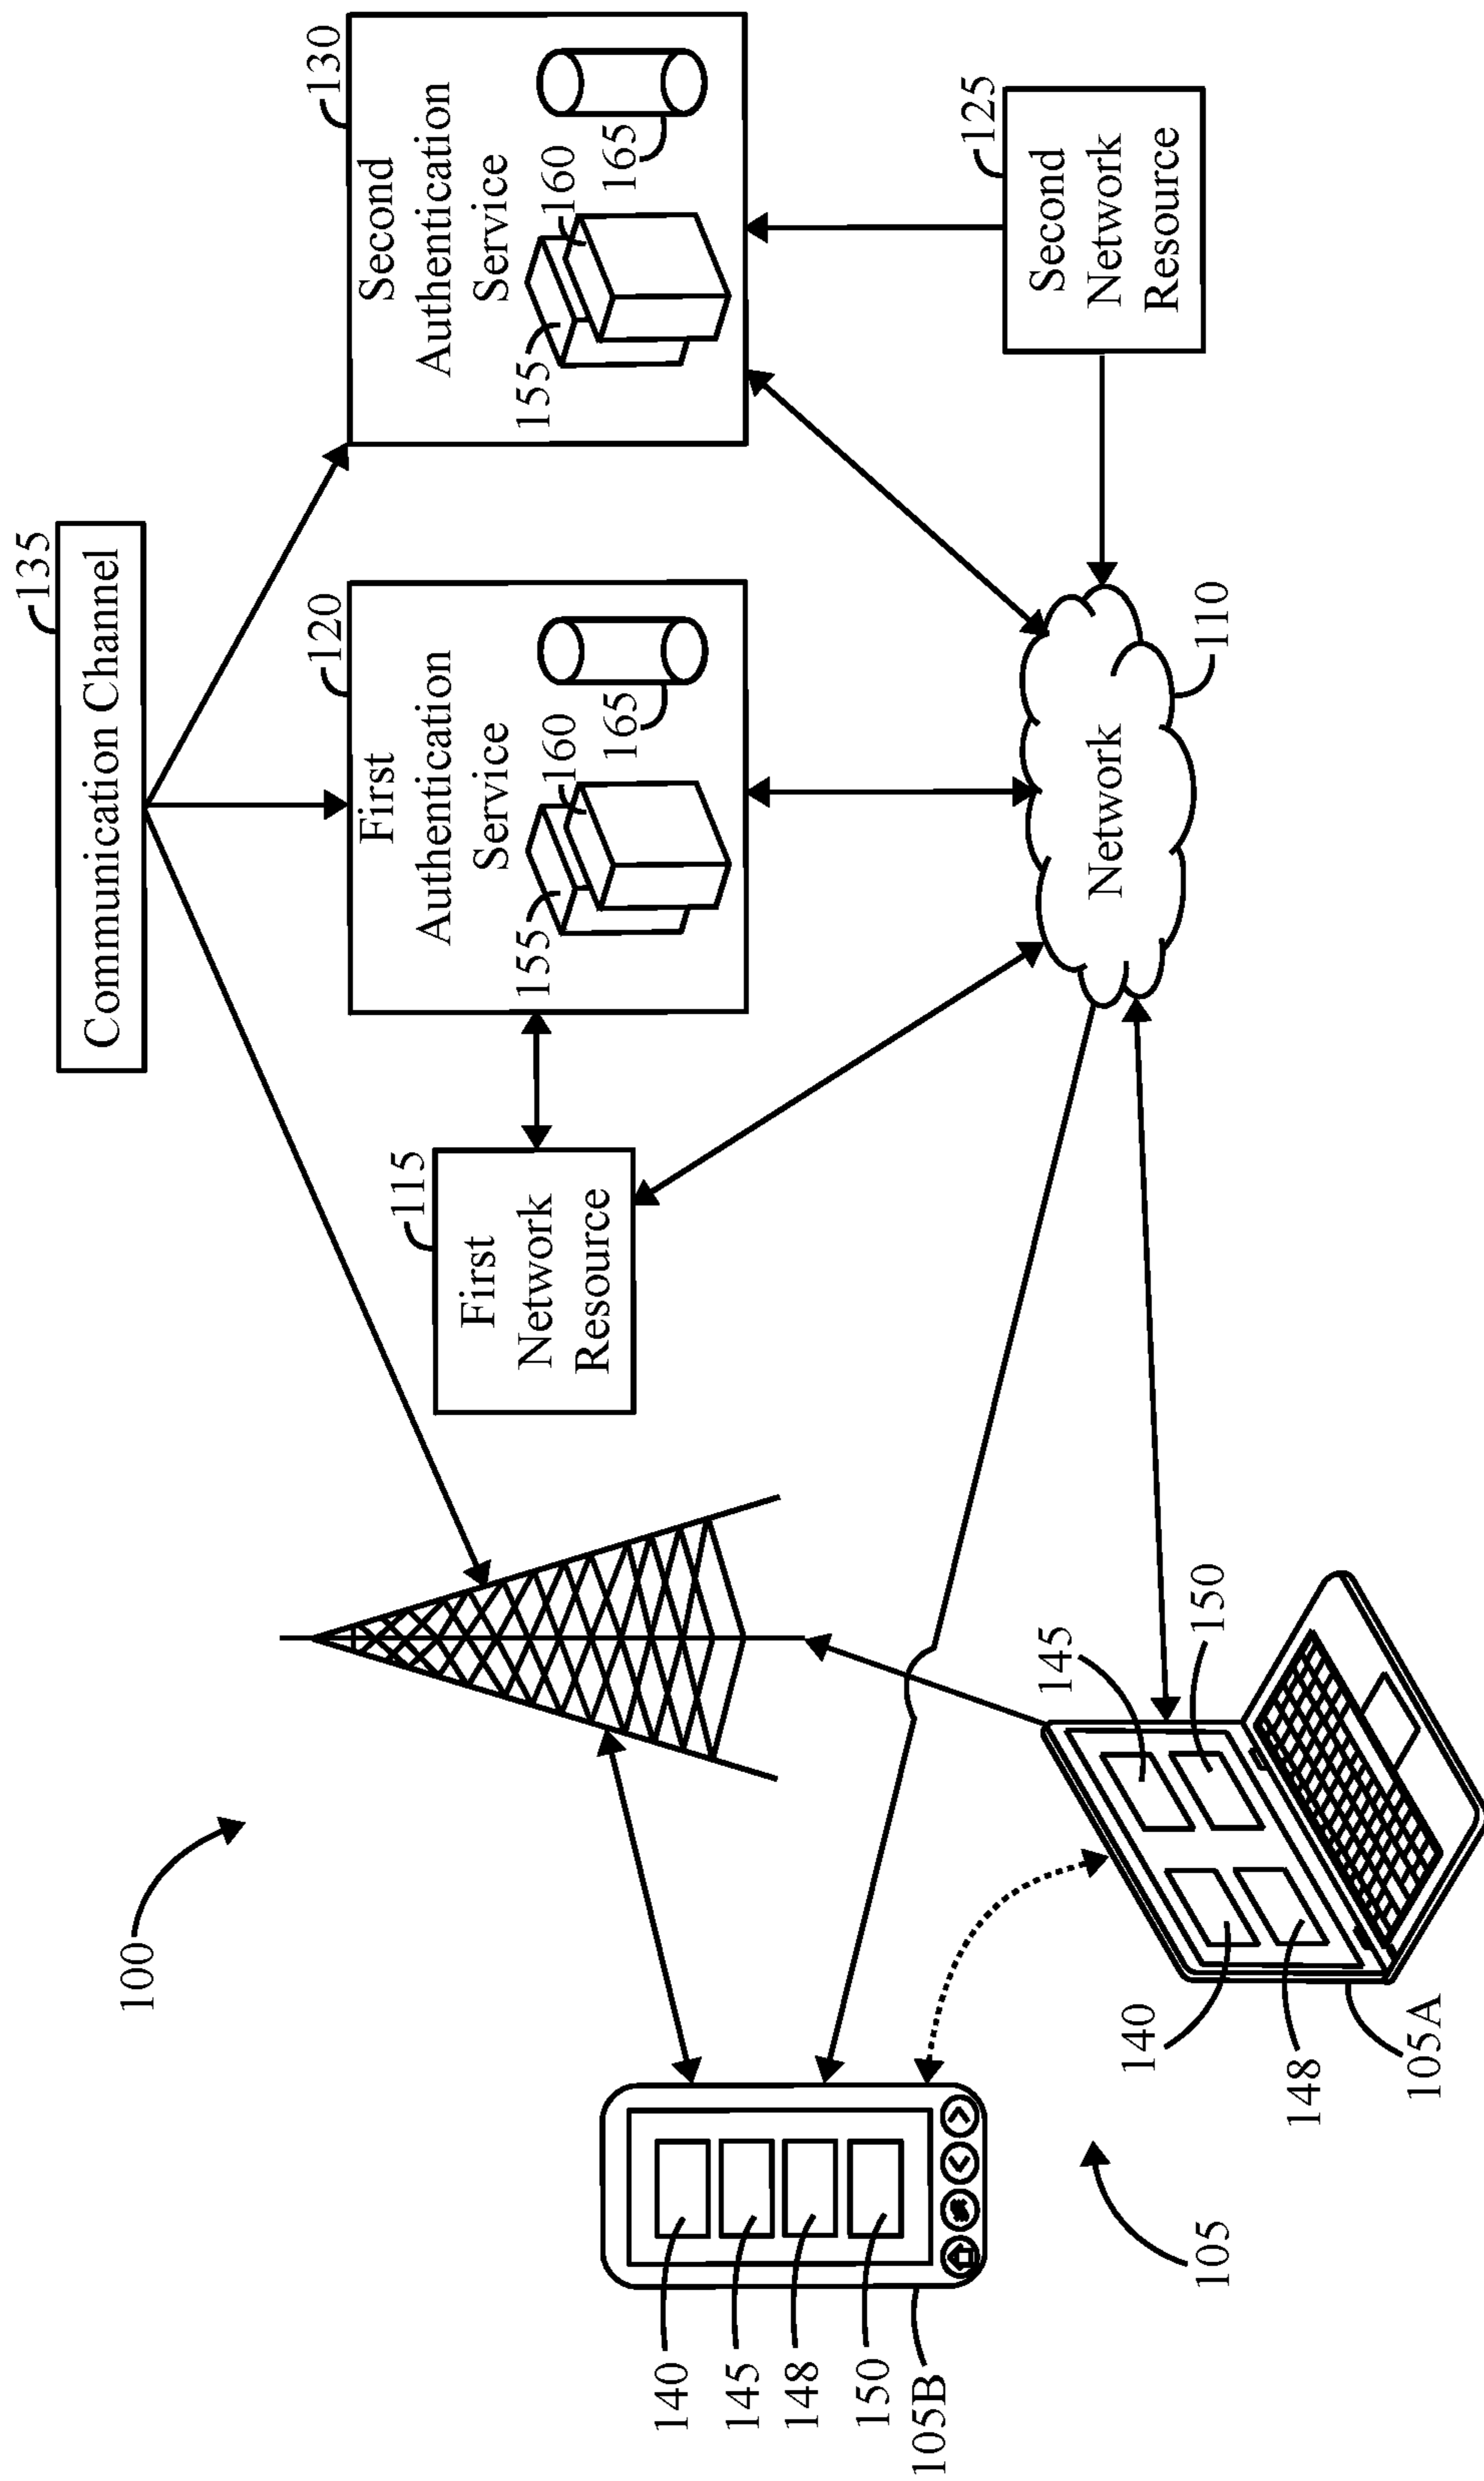 100
135
Communication Channel
115
First
Network
Resource
120
First
Authentication
Service
155
160
165
130
Second
Authentication
Service
155
160
165
125
Second
Network
Resource
Network
110
140
145
148
150
105B
105
140
148
105A
145
150